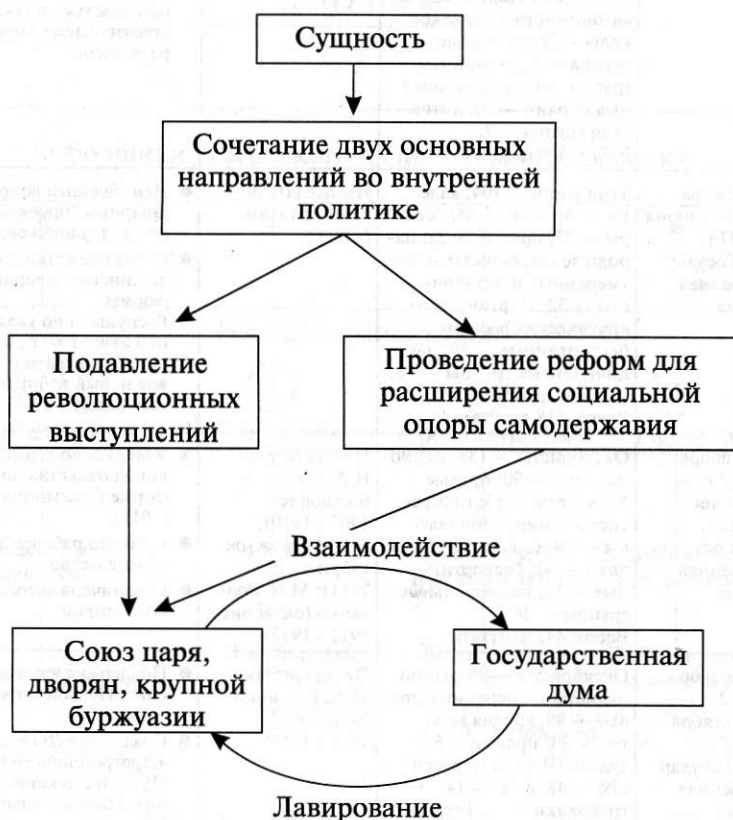 Сущность
Сочетание двух основных
направлений во внутренней
политике
Подавление
революционных
выступлений
Проведение реформ для
расширения социальной
опоры самодержавия
Взаимодействие
Союз царя,
дворян, крупной
буржуазии
Государственная
дума
Лавирование